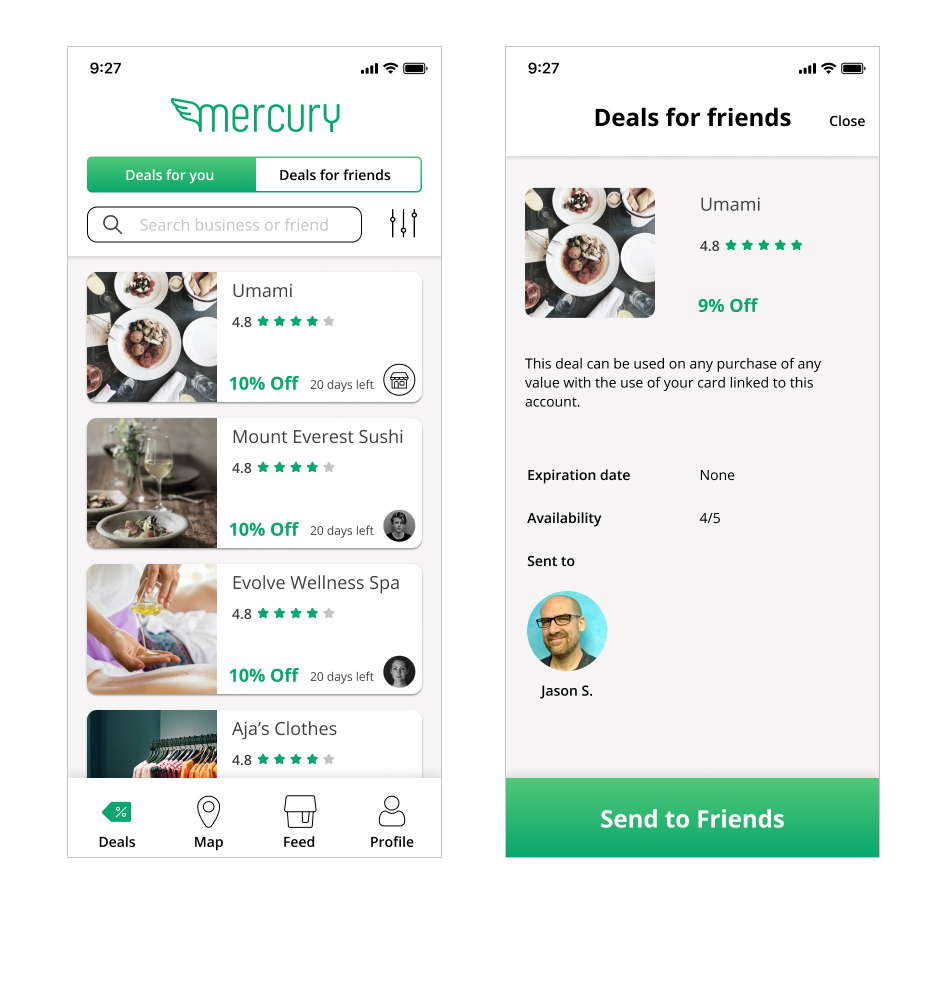 9:27
mercury
Deals for you
Deals for friends
Search business or friend
Umami
4.8
10% Off
20 days left
Mount Everest Sushi
4.8
10% Off
20 days left
Evolve Wellness Spa
4.8
10% Off
20 days left
Aja’s Clothes
4.8
%
Deals
Map
Feed
Profile
9:27
Deals for friends
Close
Umami
4.8
9% Off
This deal can be used on any purchase of any
value with the use of your card linked to this
account.
Expiration date
None
Availability
4/5
Sent to
Jason S.
Send to Friends